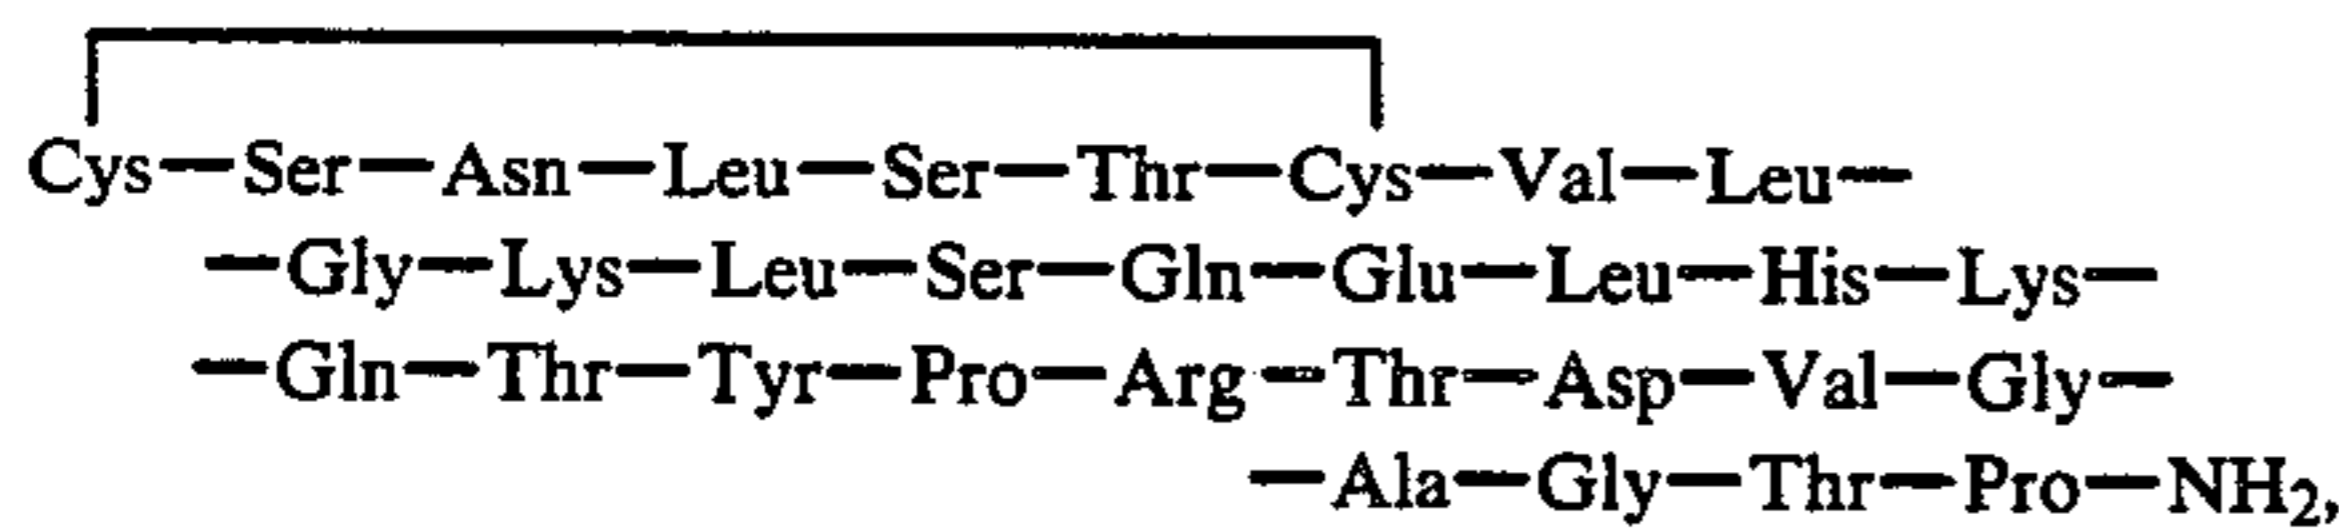 Cys—Ser—Asn—Leu—Ser—Thr—Cys—Val—Leu—
—Gly—Lys—Leu—Ser—Gln—Glu—Leu—His—Lys—
—Gln—Thr—Tyr—Pro—Arg—Thr—Asp—Val—Gly—
—Ala—Gly—Thr—Pro—NH₂,